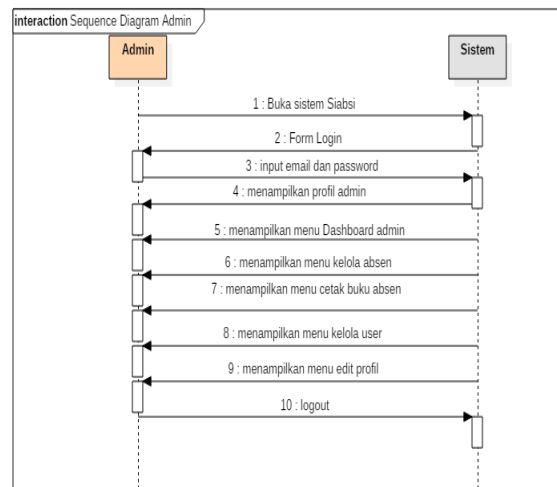 interaction Sequence Diagram Admin
Admin
Sistem
1 : Buka sistem Siabsi
2 : Form Login
3 : input email dan password
4 : menampilkan profil admin
5 : menampilkan menu Dashboard admin
6 : menampilkan menu kelola absen
7 : menampilkan menu cetak buku absen
8 : menampilkan menu kelola user
9 : menampilkan menu edit profil
10 : logout